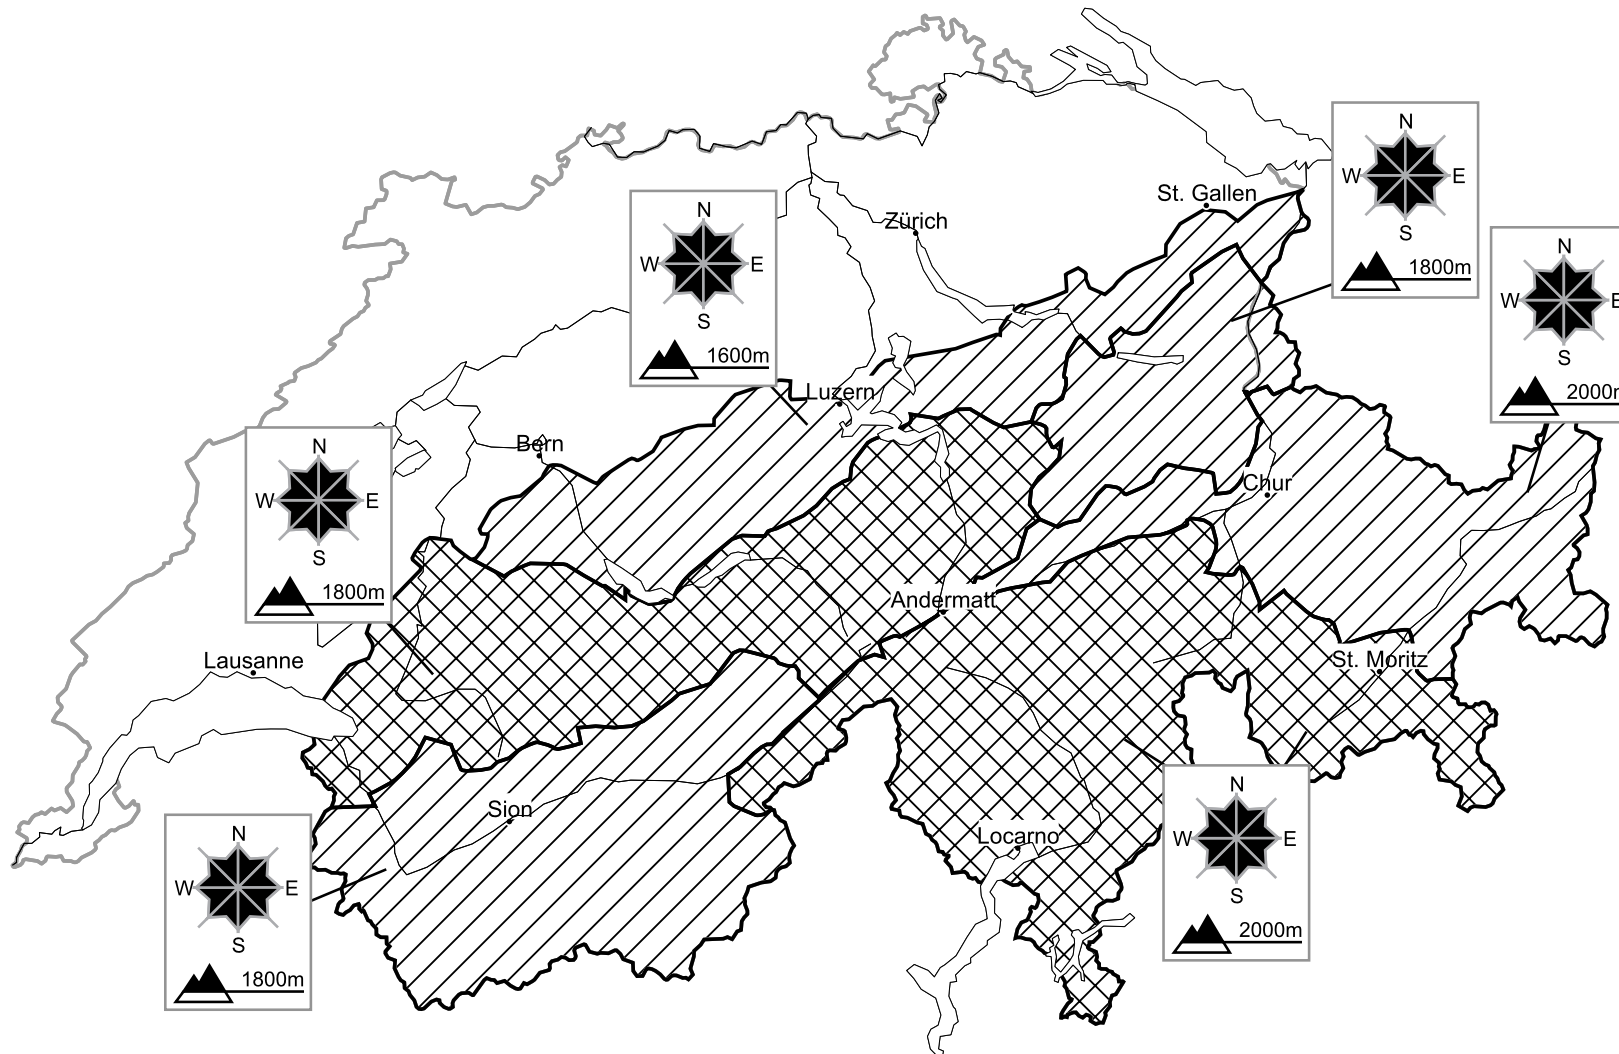 N
W E
S
1800m
N
W E
S
2000m
St. Gallen
Zürich
N
W E
S
1600m
Luzern
Bern
N
W E
S
1800m
Chur
Andermatt
Lausanne
St. Moritz
Sion
Locarno
N
W E
S
2000m
N
W E
S
1800m